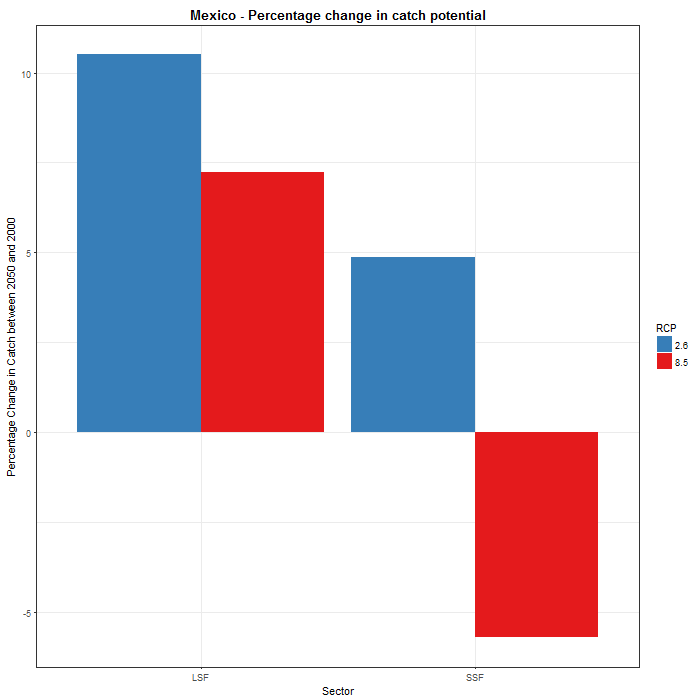 Mexico - Percentage change in catch potential
Percentage Change in Catch between 2050 and 2000
10
5
0
-5
LSF
SSF
Sector
RCP
2.6
8.5